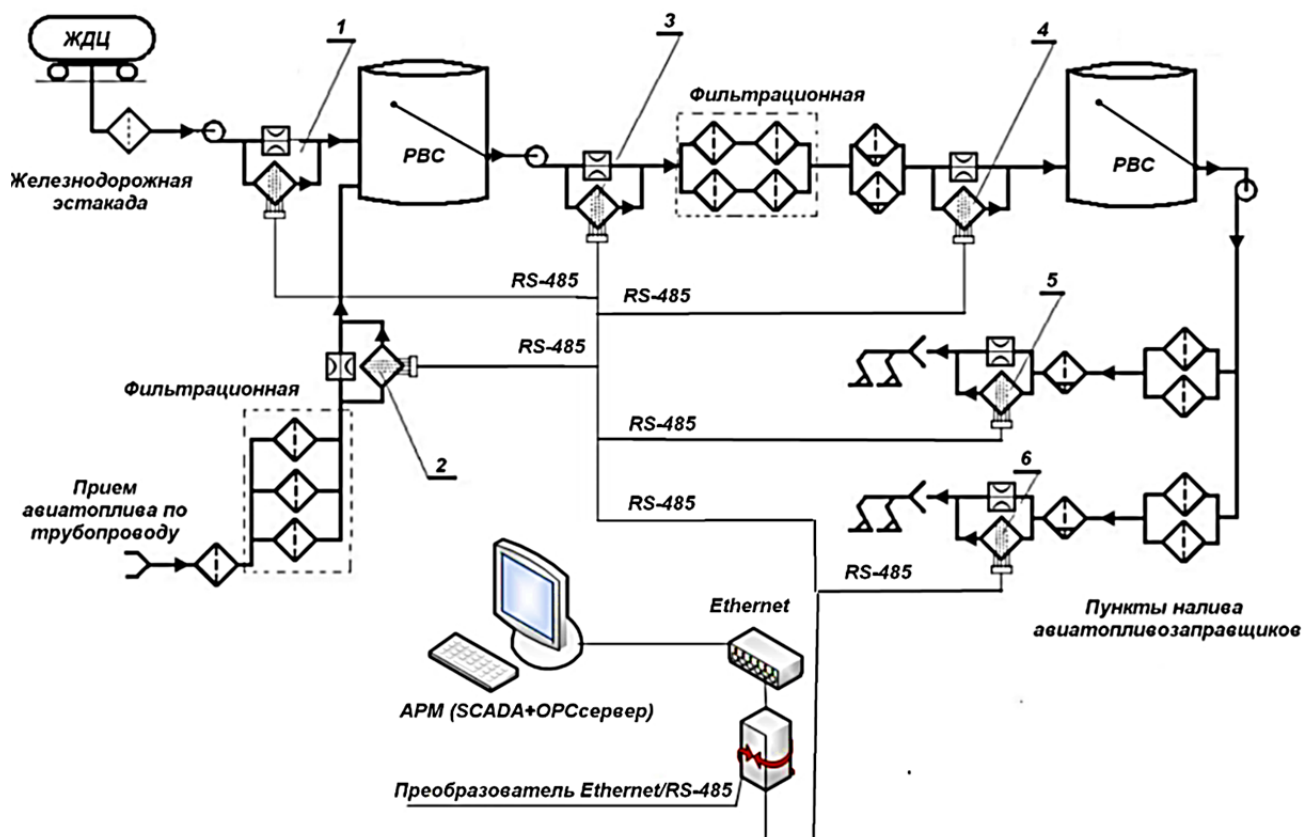 ЖДЦ
1
3
4
Фильтрационная
РВС
РВС
Железнодорожная
эстакада
RS-485
RS-485
5
RS-485
Фильтрационная
2
RS-485
6
Прием
авиатоплива по
трубопроводу
RS-485
RS-485
Ethernet
Пункты налива
авиатопливозаправщиков
АРМ (SCADA+OPCсервер)
Преобразователь Ethernet/RS-485